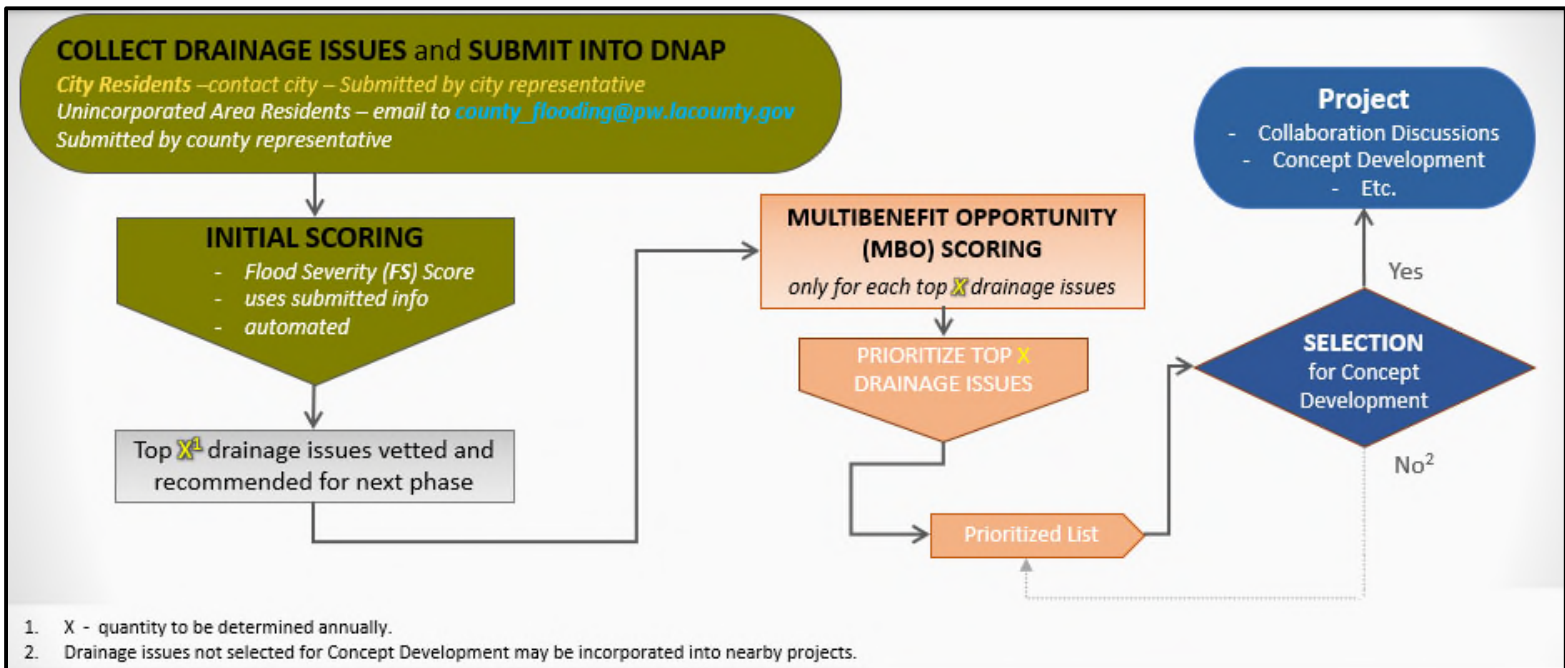 COLLECT DRAINAGE ISSUES and SUBMIT INTO DNAP
City Residents –contact city – Submitted by city representative
Unincorporated Area Residents – email to county_flooding@pw.lacounty.gov
Submitted by county representative
INITIAL SCORING
- Flood Severity (FS) Score
- uses submitted info
- automated
Top X¹ drainage issues vetted and
recommended for next phase
MULTIBENEFIT OPPORTUNITY
(MBO) SCORING
only for each top X drainage issues
PRIORITIZE TOP X
DRAINAGE ISSUES
Prioritized List
SELECTION
for Concept
Development
Yes
No²
Project
- Collaboration Discussions
- Concept Development
- Etc.
1. X - quantity to be determined annually.
2. Drainage issues not selected for Concept Development may be incorporated into nearby projects.